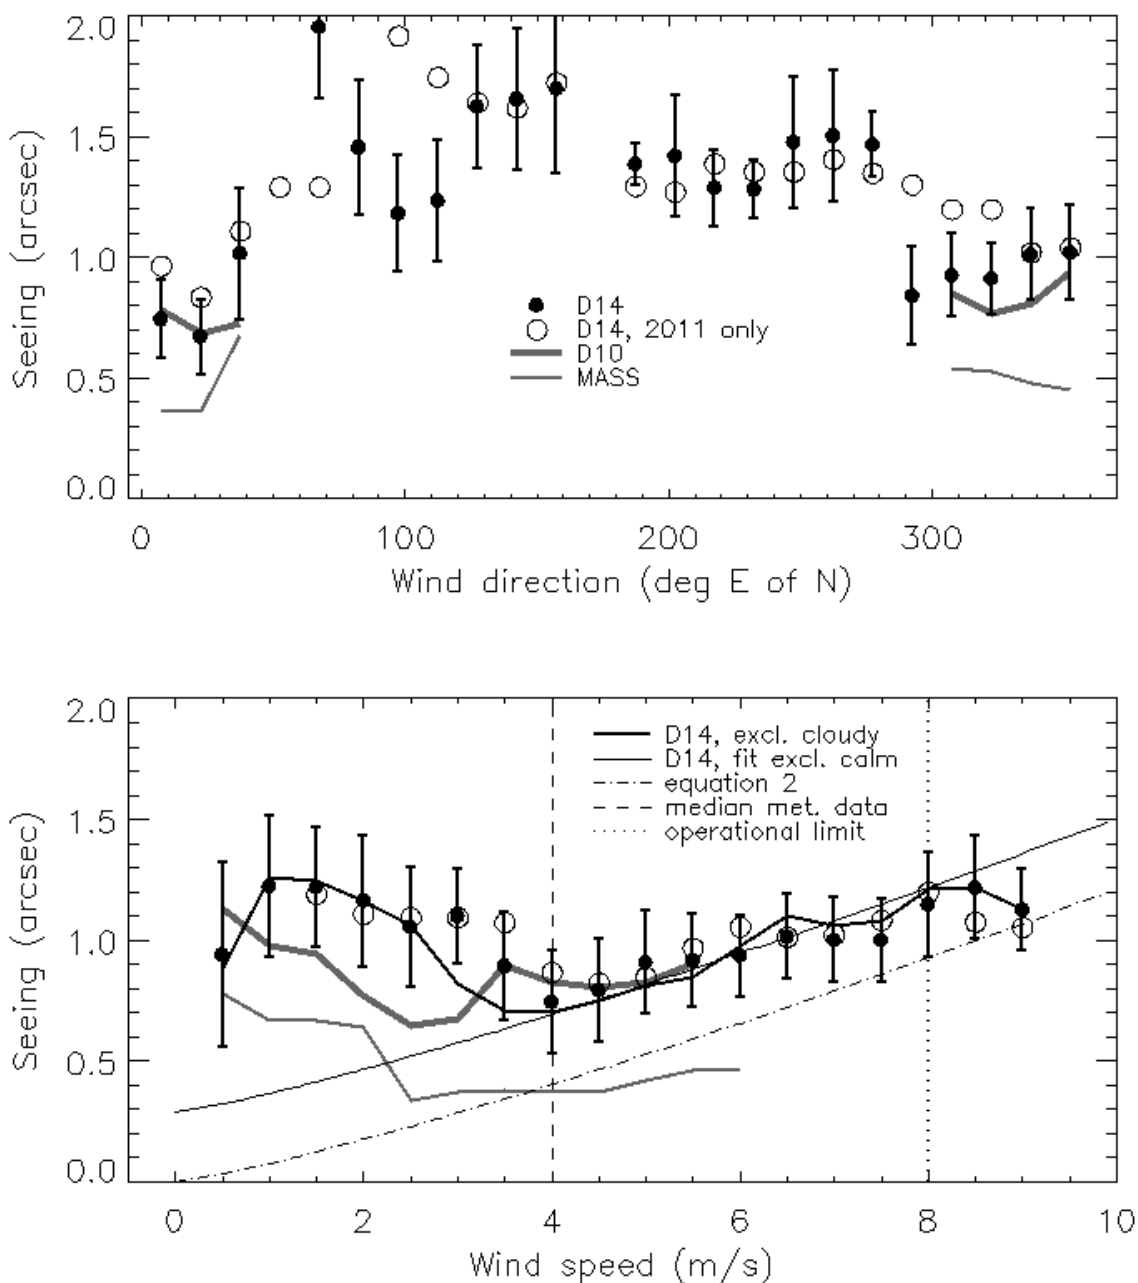 2.0
1.5
1.0
0.5
0.0
Seeing (arcsec)
D14
D14, 2011 only
D10
MASS
0 100 200 300
Wind direction (deg E of N)
2.0
1.5
1.0
0.5
0.0
Seeing (arcsec)
D14, excl. cloudy
D14, fit excl. calm
equation 2
median met. data
operational limit
0 2 4 6 8 10
Wind speed (m/s)